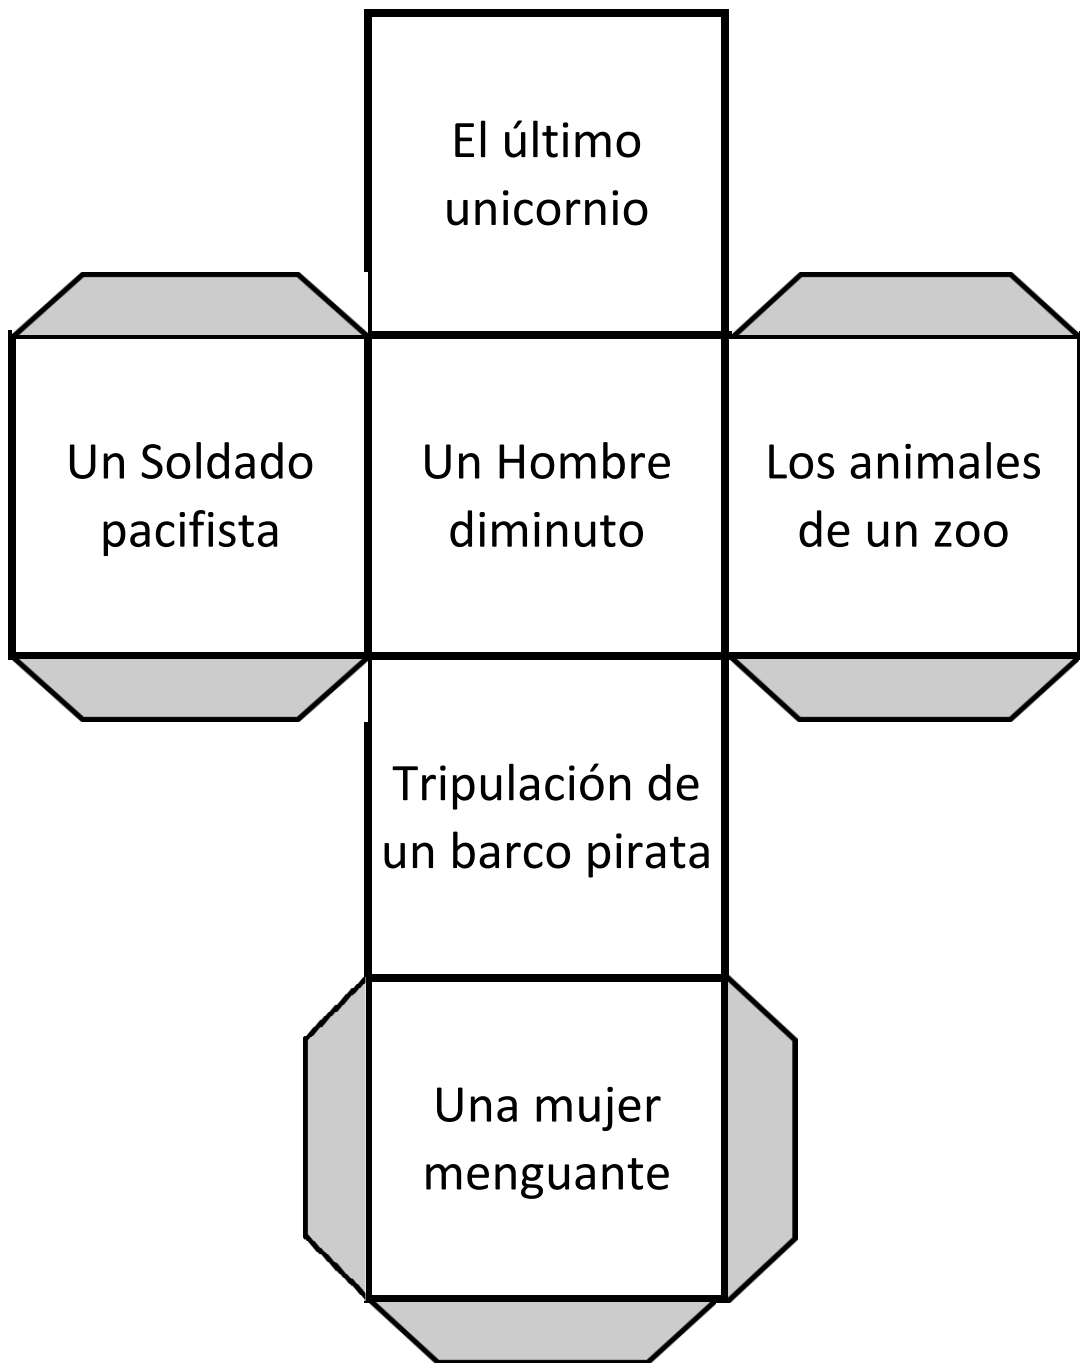 El último
unicornio
Un Soldado
pacifista
Un Hombre
diminuto
Los animales
de un zoo
Tripulación de
un barco pirata
Una mujer
menguante